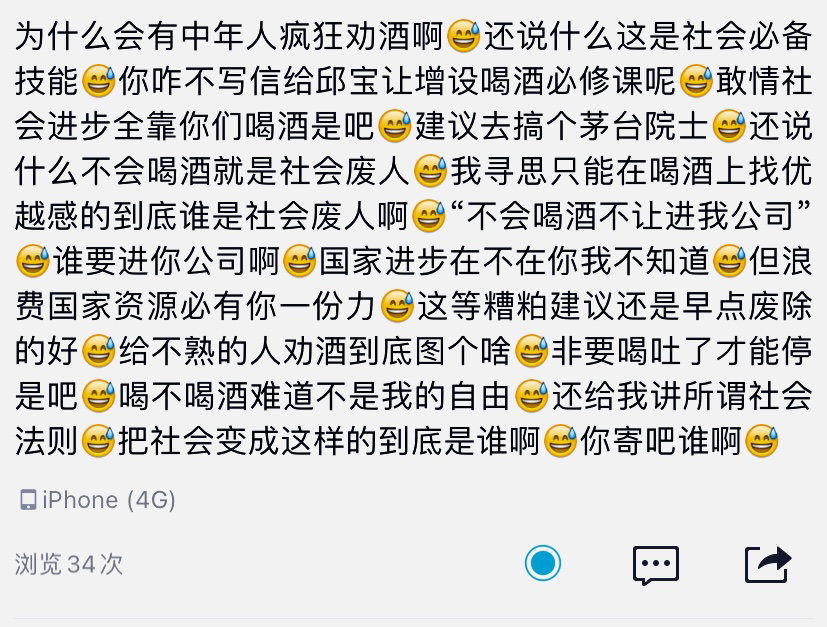 为什么会有中年人疯狂劝酒啊😅还说什么这是社会必备
技能😅你咋不写信给邱宝让增设喝酒必修课呢😅敢情社
会进步全靠你们喝酒是吧😅建议去搞个茅台院士😅还说
什么不会喝酒就是社会废人😅我寻思只能在喝酒上找优
越感的到底谁是社会废人啊😅“不会喝酒不让进我公司”
😅谁要进你公司啊😅国家进步在不在你我不知道😅但浪
费国家资源必有你一份力😅这等糟粕建议还是早点废除
的好😅给不熟的人劝酒到底图个啥😅非要喝吐了才能停
是吧😅喝不喝酒难道不是我的自由😅还给我讲所谓社会
法则😅把社会变成这样的到底是谁啊😅你寄吧谁啊😅
iPhone (4G)
浏览34次